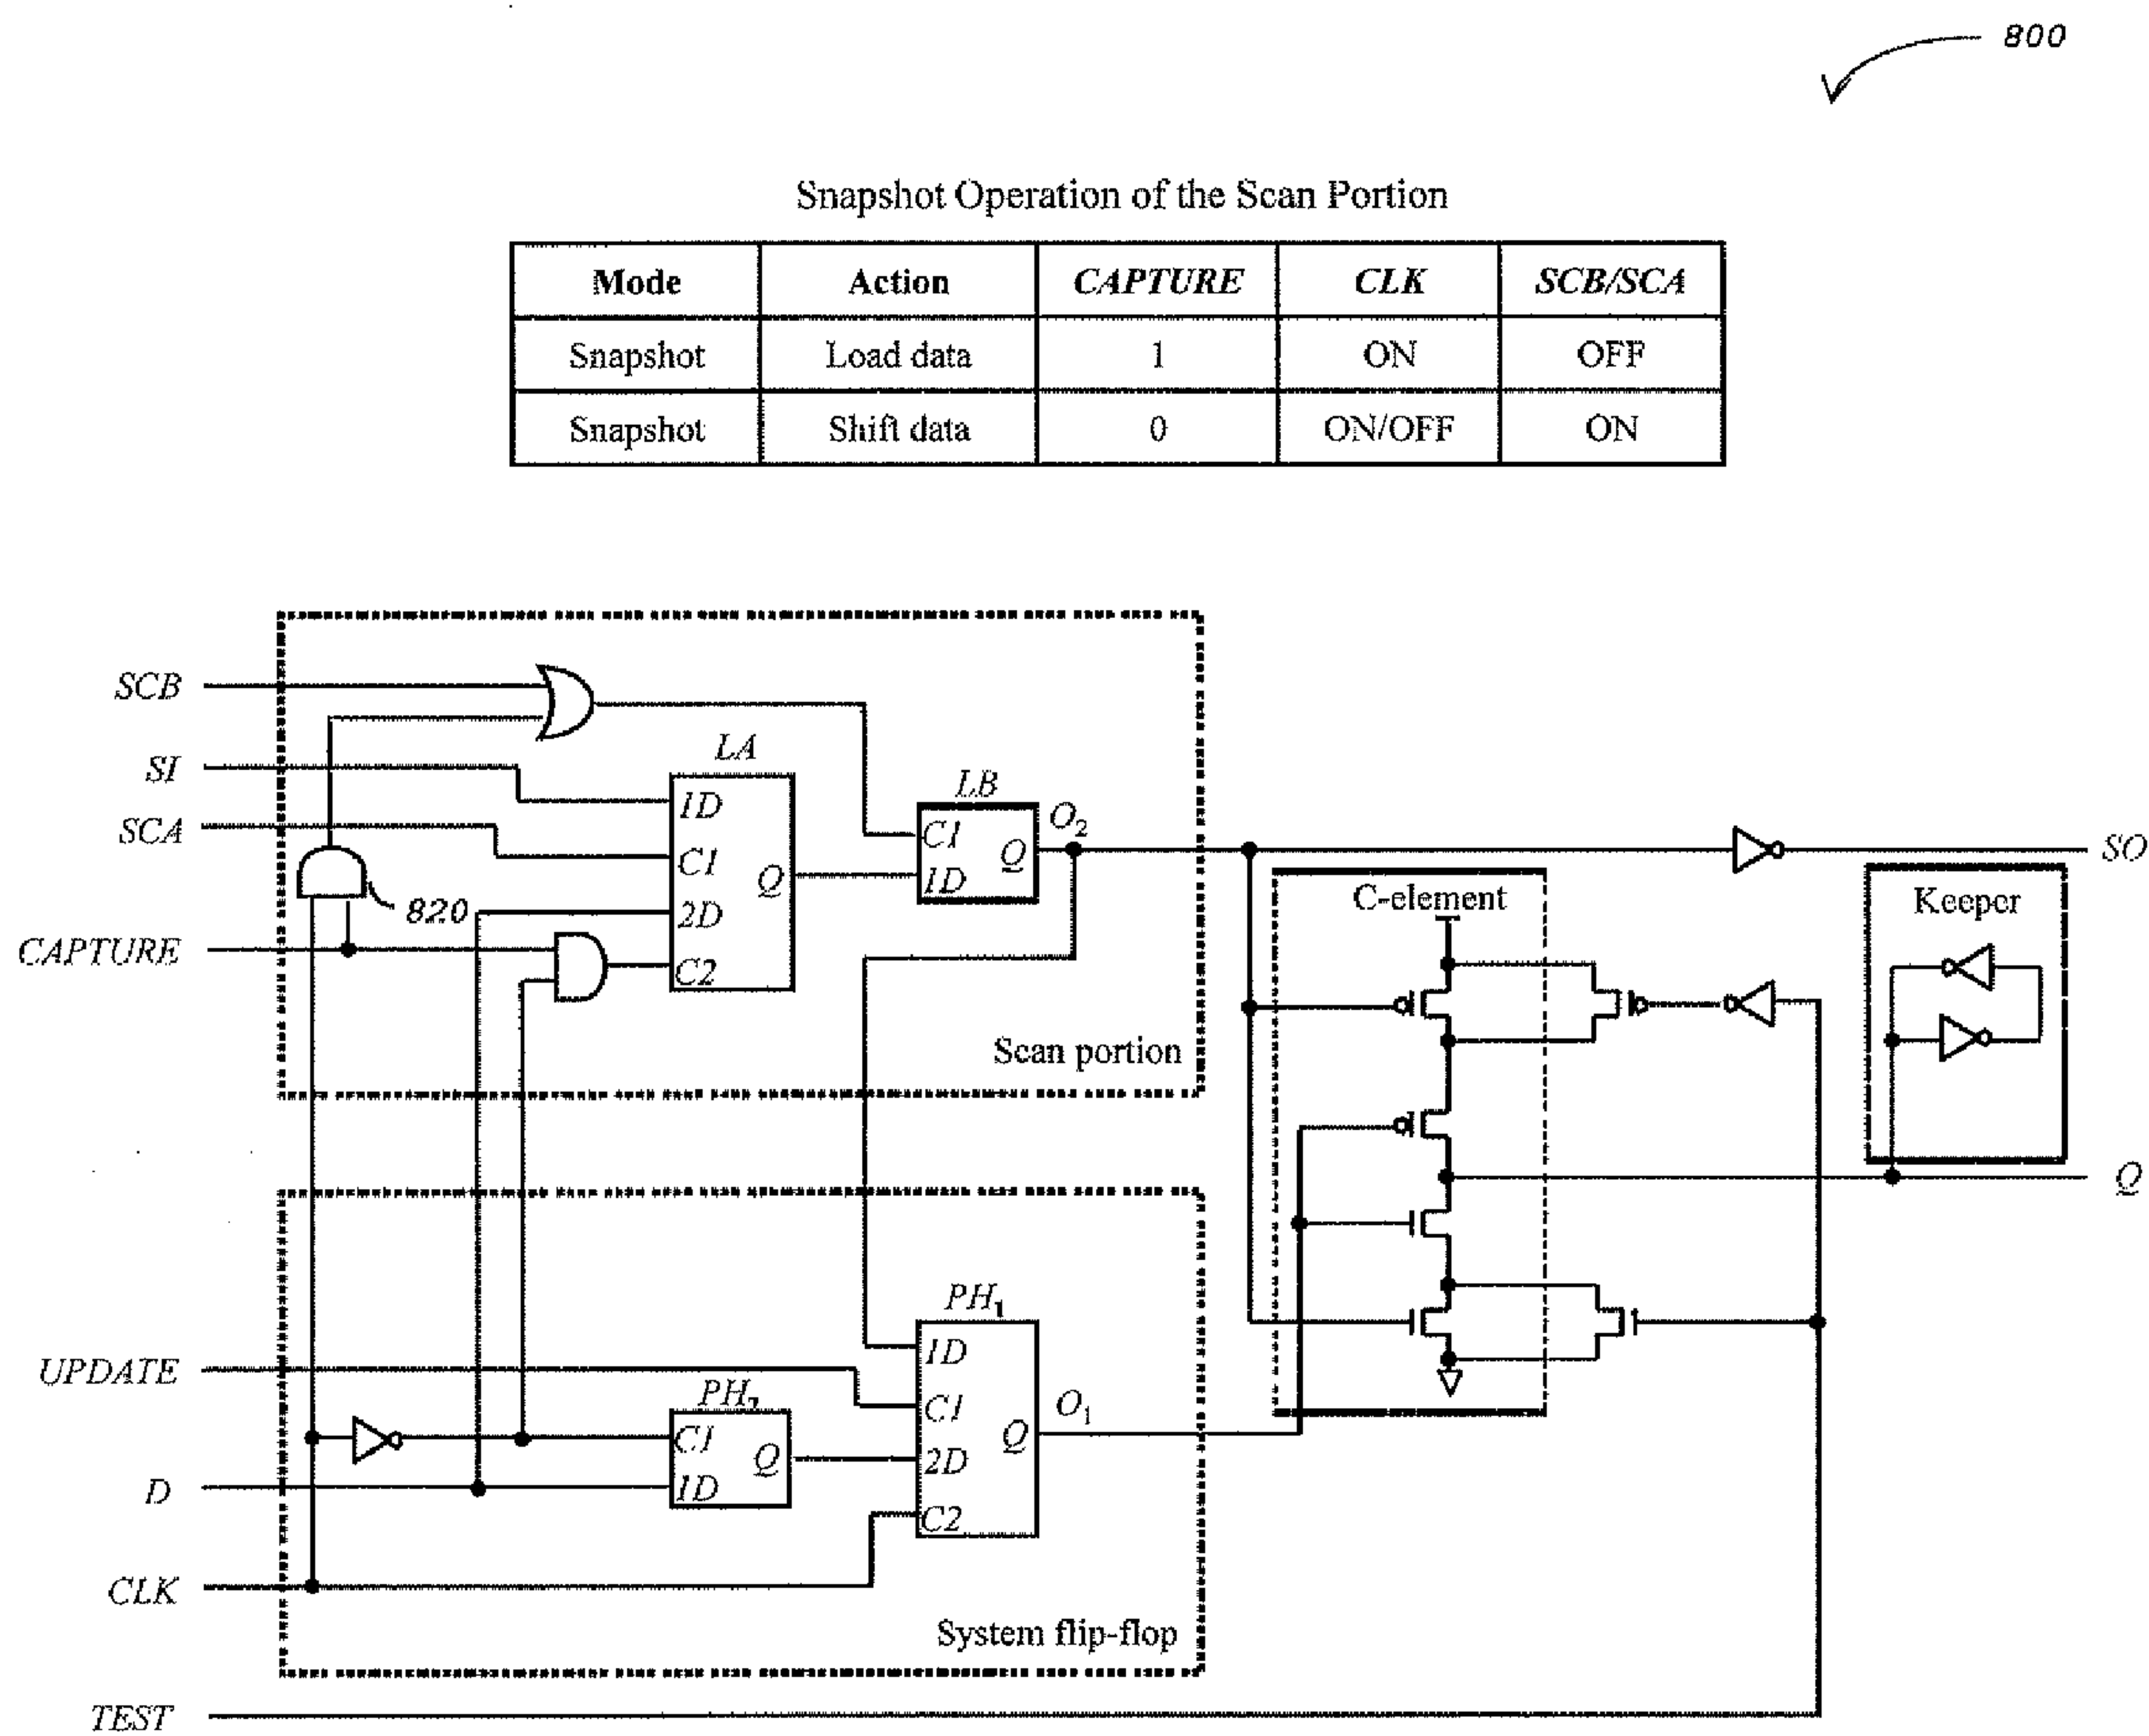 800
Snapshot Operation of the Scan Portion
Mode Action CAPTURE CLK SCB/SCA
Snapshot Load data 1 ON OFF
Snapshot Shift data 0 ON/OFF ON
SCB
SI
SCA
CAPTURE
820
LA
1D
C1
2D
C2
Q
LB
C1
1D
Q
O2
Scan portion
C-element
Keeper
SO
Q
UPDATE
D
CLK
TEST
PH2
C1
1D
Q
PH1
1D
C1
2D
C2
Q
O1
System flip-flop